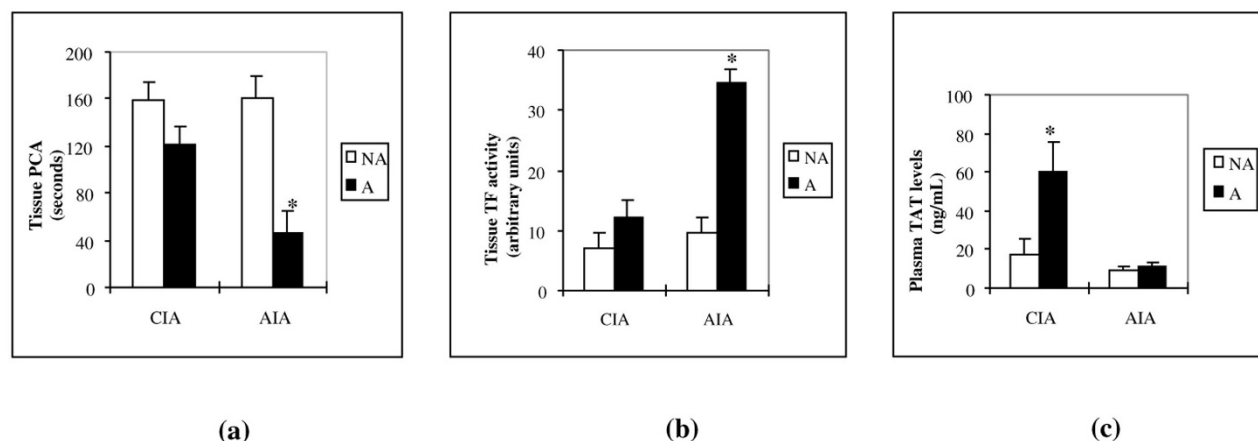 200
160
120
80
40
0
Tissue PCA
(seconds)
*
CIA
AIA
NA
A
(a)
40
30
20
10
0
Tissue TF activity
(arbitrary units)
*
CIA
AIA
NA
A
(b)
100
80
60
40
20
0
Plasma TAT levels
(ng/mL)
*
CIA
AIA
NA
A
(c)